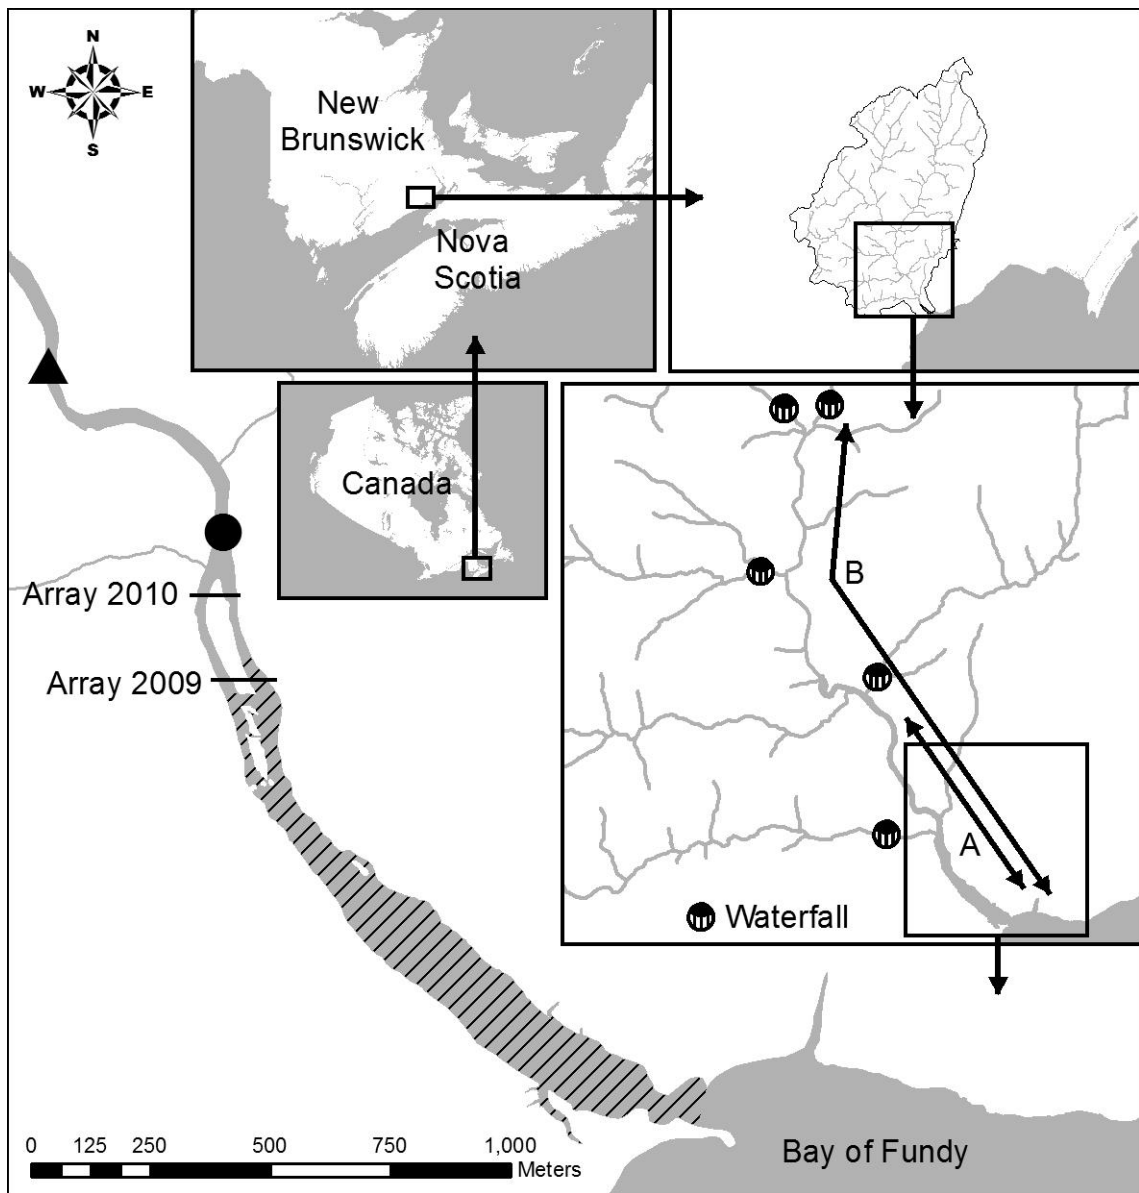 N
W E
S
New
Brunswick
Nova
Scotia
Canada
Array 2010
Array 2009
B
A
Waterfall
0 125 250 500 750 1,000
Meters
Bay of Fundy